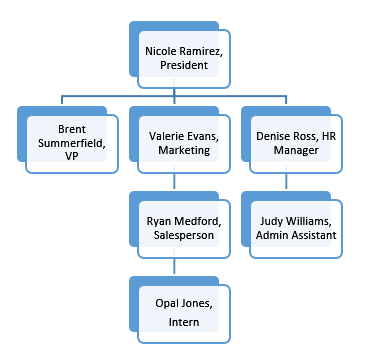 Nicole Ramirez,
President
Brent
Summerfield,
VP
Valerie Evans,
Marketing
Denise Ross, HR
Manager
Ryan Medford,
Salesperson
Judy Williams,
Admin Assistant
Opal Jones,
Intern